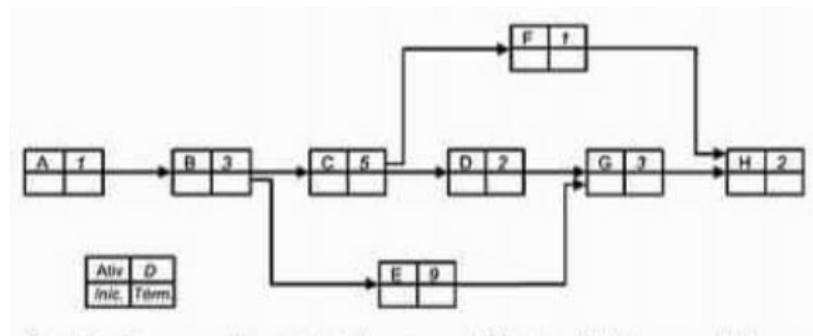 F 1
A 1 B 3 C 5 D 2 G 3 H 2
Ativ D
Inic. Térm.
E 9